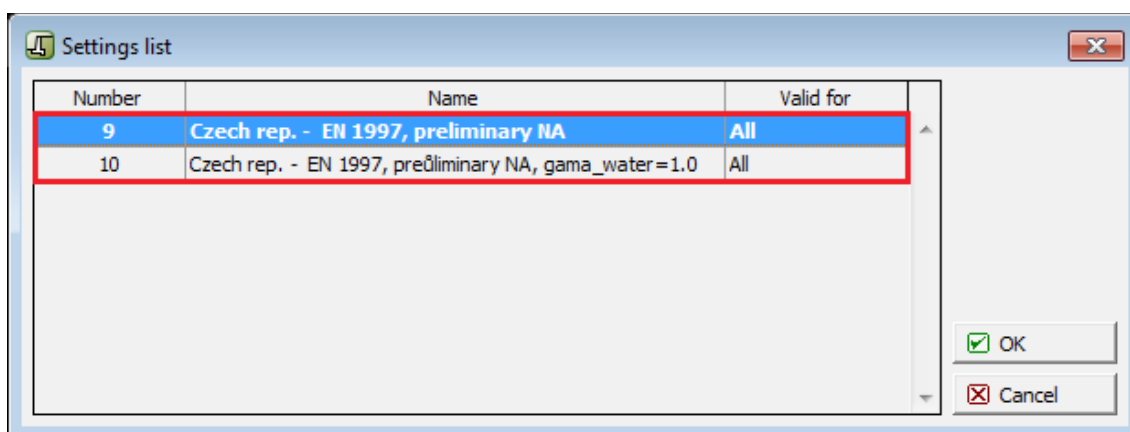 Settings list
Number Name Valid for
9 Czech rep. - EN 1997, preliminary NA All
10 Czech rep. - EN 1997, preůliminary NA, gama_water=1.0 All
OK
Cancel